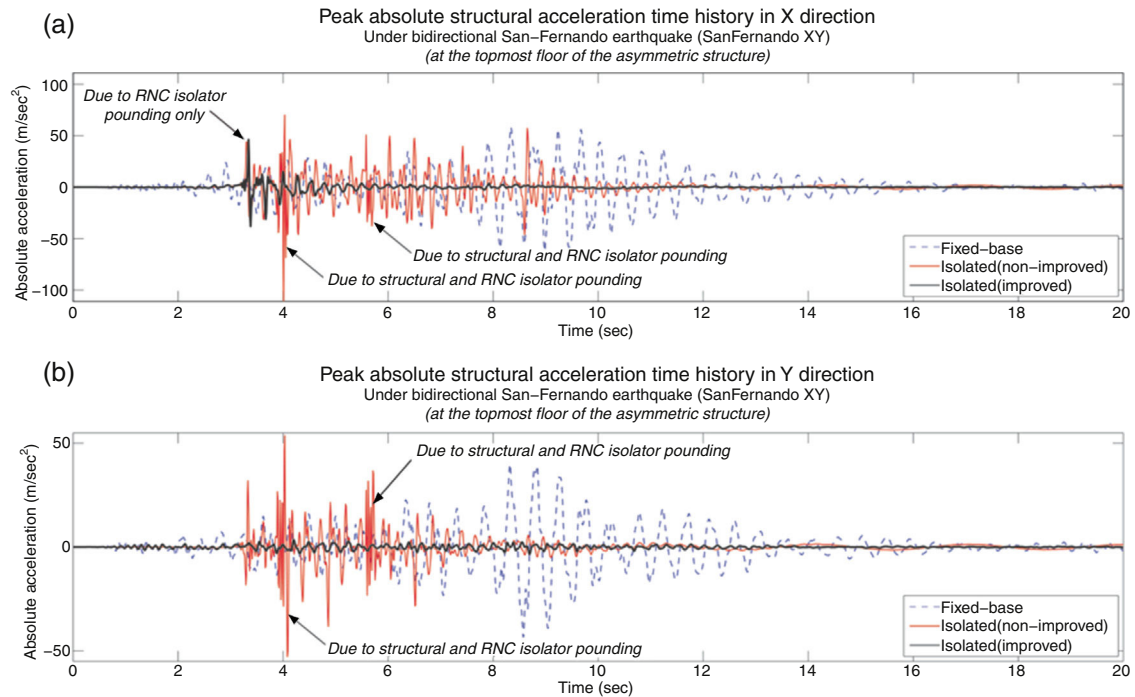 (a)
Peak absolute structural acceleration time history in X direction
Under bidirectional San−Fernando earthquake (SanFernando XY)
(at the topmost floor of the asymmetric structure)
Absolute acceleration (m/sec²)
100
50
0
−50
−100
Due to RNC isolator
pounding only
Due to structural and RNC isolator pounding
Due to structural and RNC isolator pounding
Fixed−base
Isolated(non−improved)
Isolated(improved)
0 2 4 6 8 10 12 14 16 18 20
Time (sec)
(b)
Peak absolute structural acceleration time history in Y direction
Under bidirectional San−Fernando earthquake (SanFernando XY)
(at the topmost floor of the asymmetric structure)
Absolute acceleration (m/sec²)
50
0
−50
Due to structural and RNC isolator pounding
Due to structural and RNC isolator pounding
Fixed−base
Isolated(non−improved)
Isolated(improved)
0 2 4 6 8 10 12 14 16 18 20
Time (sec)